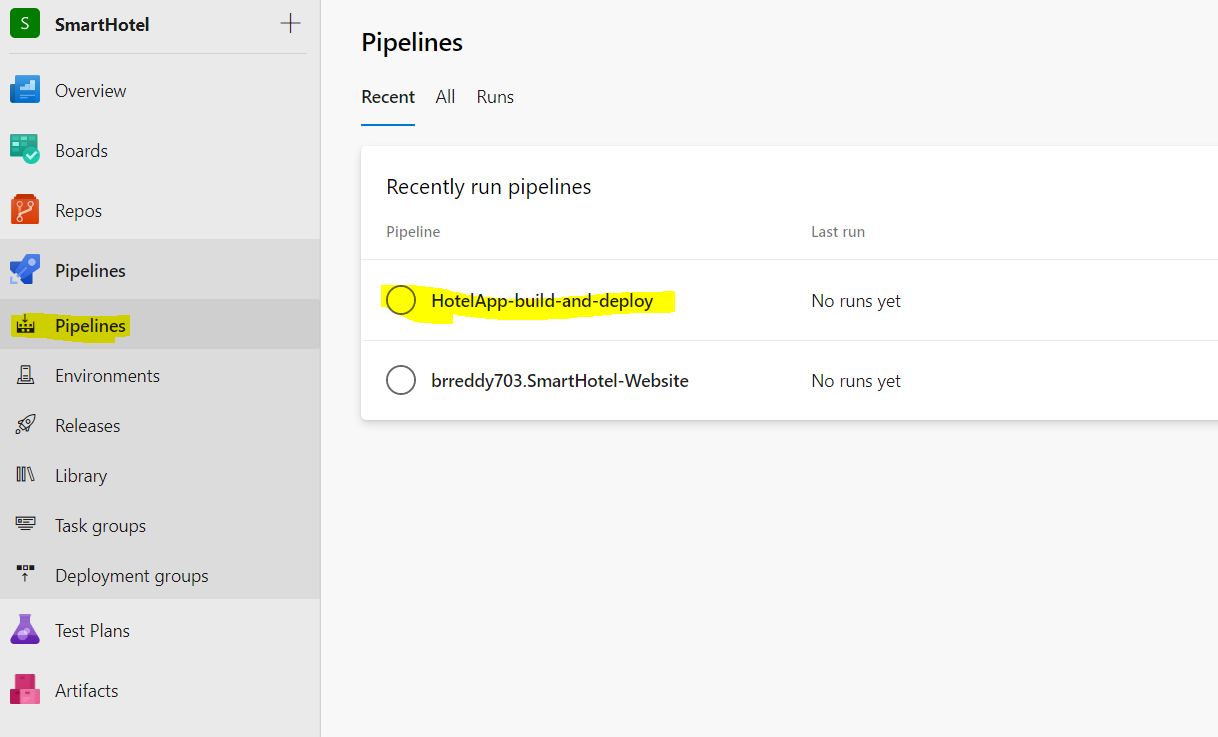 S SmartHotel
Overview
Boards
Repos
Pipelines
Pipelines
Environments
Releases
Library
Task groups
Deployment groups
Test Plans
Artifacts
Pipelines
Recent All Runs
Recently run pipelines
Pipeline Last run
HotelApp-build-and-deploy No runs yet
brreddy703.SmartHotel-Website No runs yet